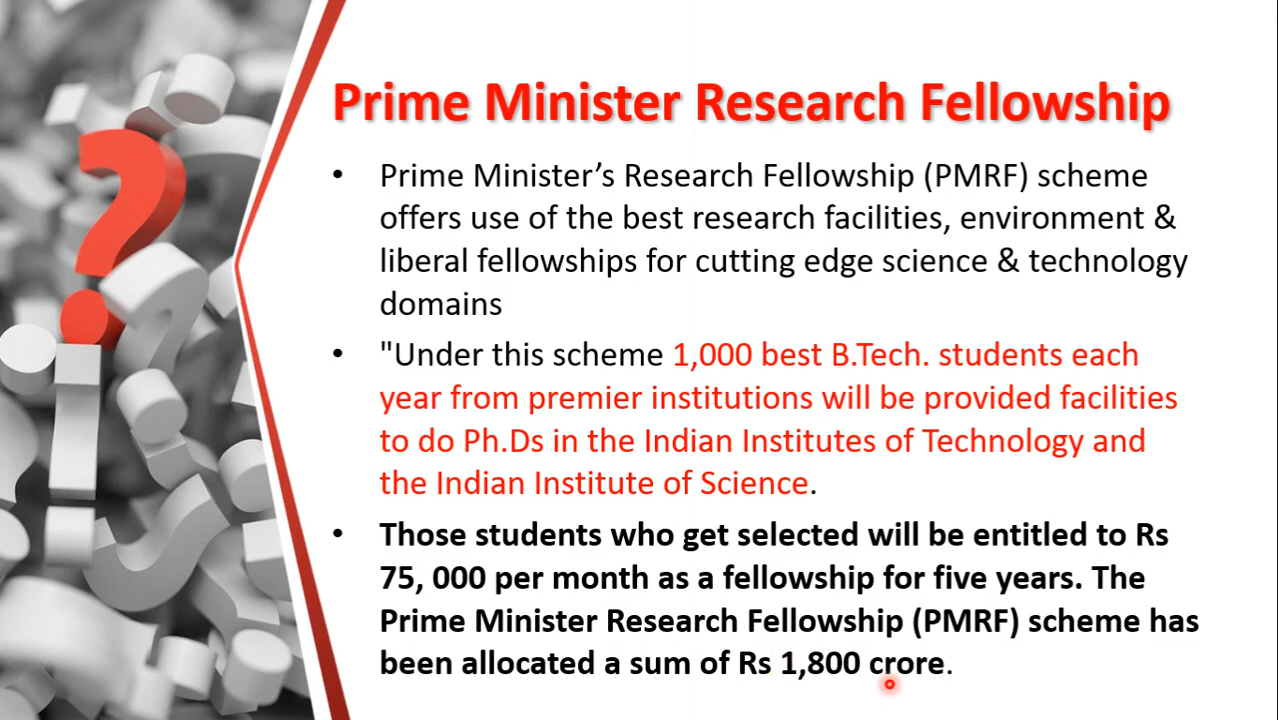 Prime Minister Research Fellowship
• Prime Minister’s Research Fellowship (PMRF) scheme
offers use of the best research facilities, environment &
liberal fellowships for cutting edge science & technology
domains
• "Under this scheme 1,000 best B.Tech. students each
year from premier institutions will be provided facilities
to do Ph.Ds in the Indian Institutes of Technology and
the Indian Institute of Science.
• Those students who get selected will be entitled to Rs
75, 000 per month as a fellowship for five years. The
Prime Minister Research Fellowship (PMRF) scheme has
been allocated a sum of Rs 1,800 crore.